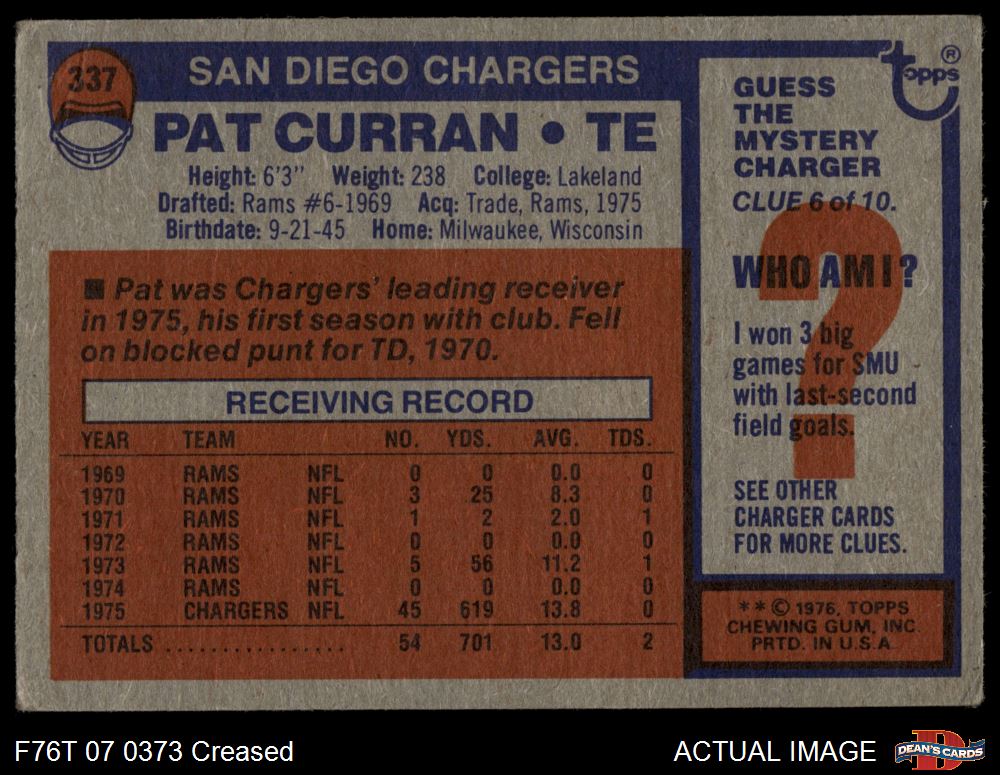 337
SAN DIEGO CHARGERS
PAT CURRAN • TE
Height: 6'3" Weight: 238 College: Lakeland
Drafted: Rams #6-1969 Acq: Trade, Rams, 1975
Birthdate: 9-21-45 Home: Milwaukee, Wisconsin
■ Pat was Chargers' leading receiver
in 1975, his first season with club. Fell
on blocked punt for TD, 1970.
RECEIVING RECORD
YEAR TEAM NO. YDS. AVG. TDS.
1969 RAMS NFL 0 0 0.0 0
1970 RAMS NFL 3 25 8.3 0
1971 RAMS NFL 1 2 2.0 1
1972 RAMS NFL 0 0 0.0 0
1973 RAMS NFL 5 56 11.2 1
1974 RAMS NFL 0 0 0.0 0
1975 CHARGERS NFL 45 619 13.8 0
TOTALS ................ 54 701 13.0 2
topps ®
GUESS
THE
MYSTERY
CHARGER
CLUE 6 of 10.
?
WHO AM I?
I won 3 big
games for SMU
with last-second
field goals.
SEE OTHER
CHARGER CARDS
FOR MORE CLUES.
** © 1976, TOPPS
CHEWING GUM, INC.
PRTD. IN U.S.A.
F76T 07 0373 Creased
ACTUAL IMAGE
D
DEAN'S CARDS